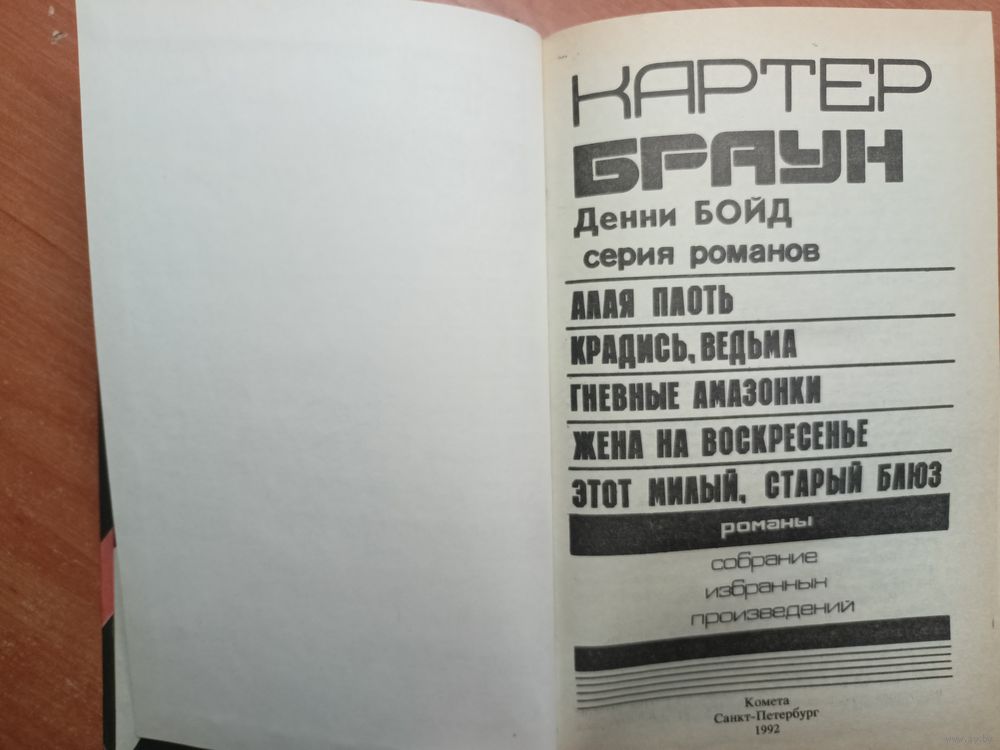 КАРТЕР
БРАУН
Денни БОЙД
серия романов
АЛАЯ ПЛОТЬ
КРАДИСЬ, ВЕДЬМА
ГНЕВНЫЕ АМАЗОНКИ
ЖЕНА НА ВОСКРЕСЕНЬЕ
ЭТОТ МИЛЫЙ, СТАРЫЙ БЛЮЗ
романы
собрание
избранных
произведений
Комета
Санкт-Петербург
1992